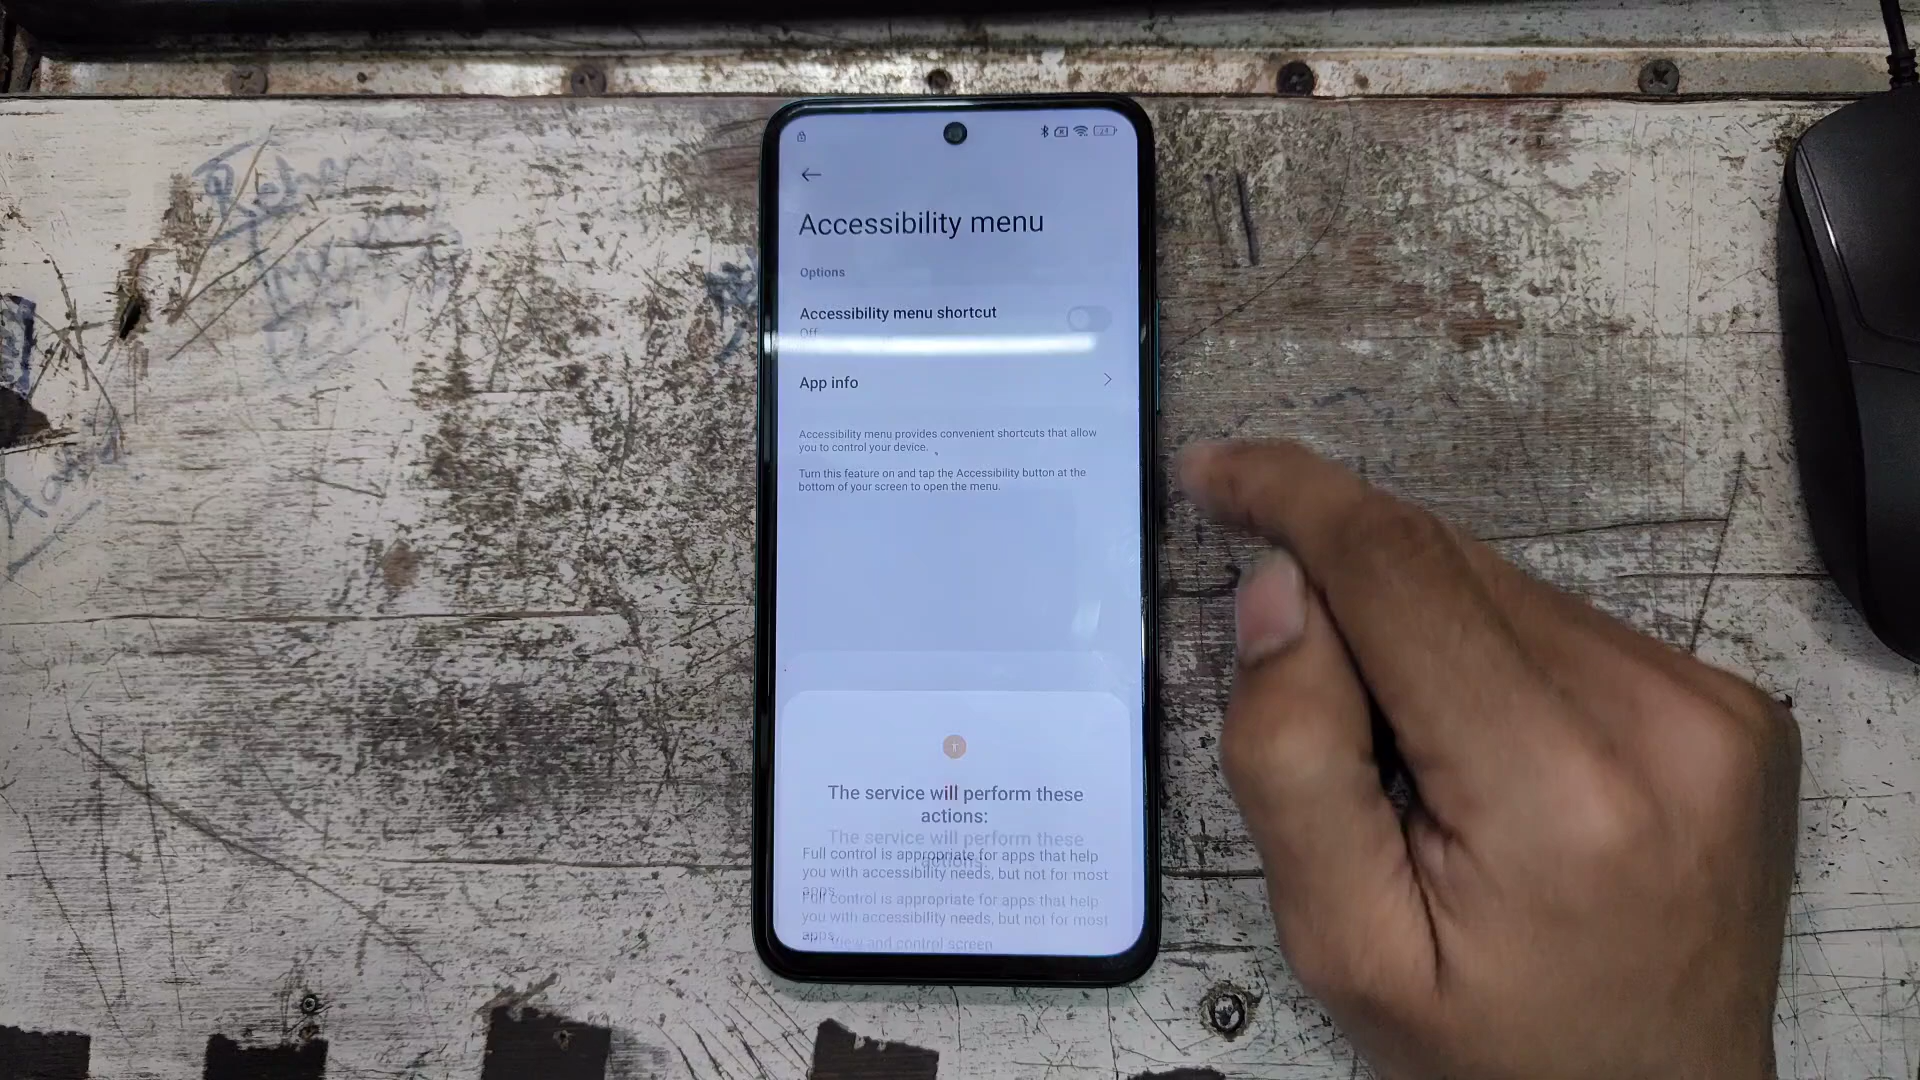 Accessibility menu
Options
Accessibility menu shortcut
Off
App info
Accessibility menu provides convenient shortcuts that allow
you to control your device.
Turn this feature on and tap the Accessibility button at the
bottom of your screen to open the menu.
The service will perform these
actions:
The service will perform these
actions:
Full control is appropriate for apps that help
you with accessibility needs, but not for most
apps.
Full control is appropriate for apps that help
you with accessibility needs, but not for most
apps.
View and control screen